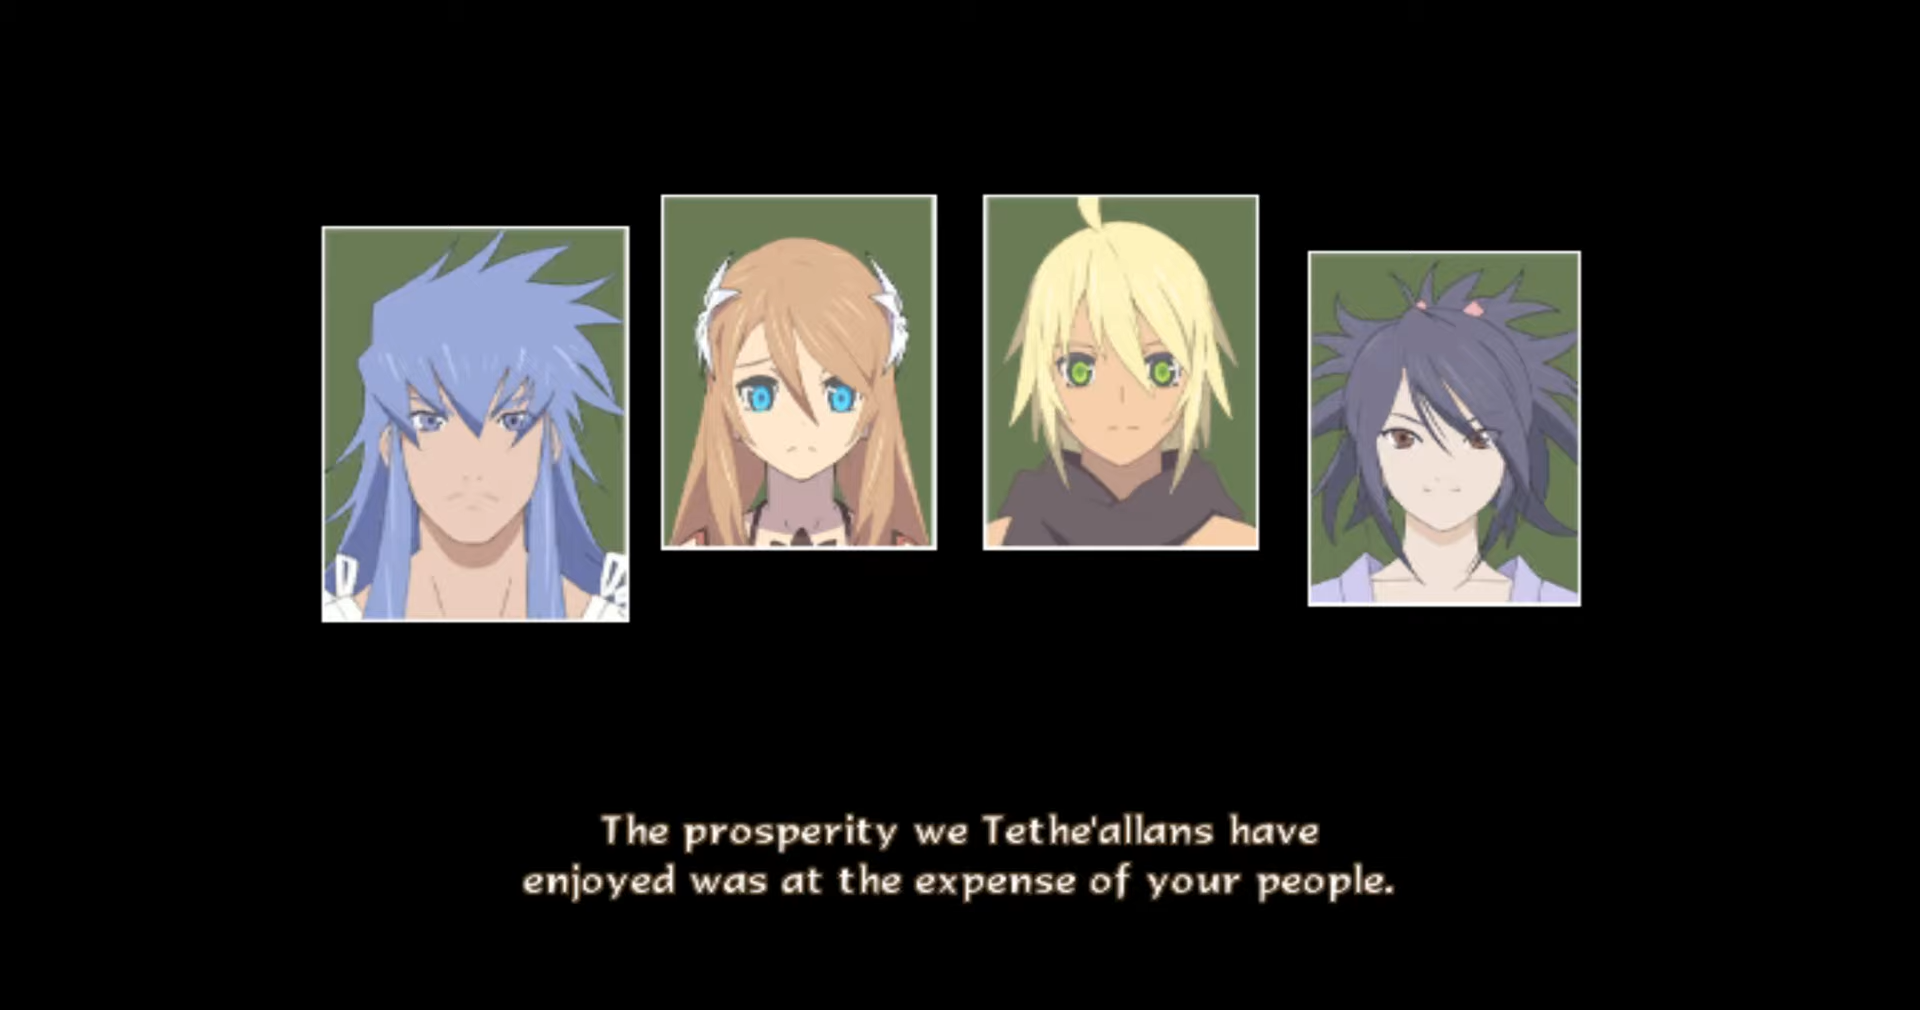 The prosperity we Tethe'allans have
enjoyed was at the expense of your people.